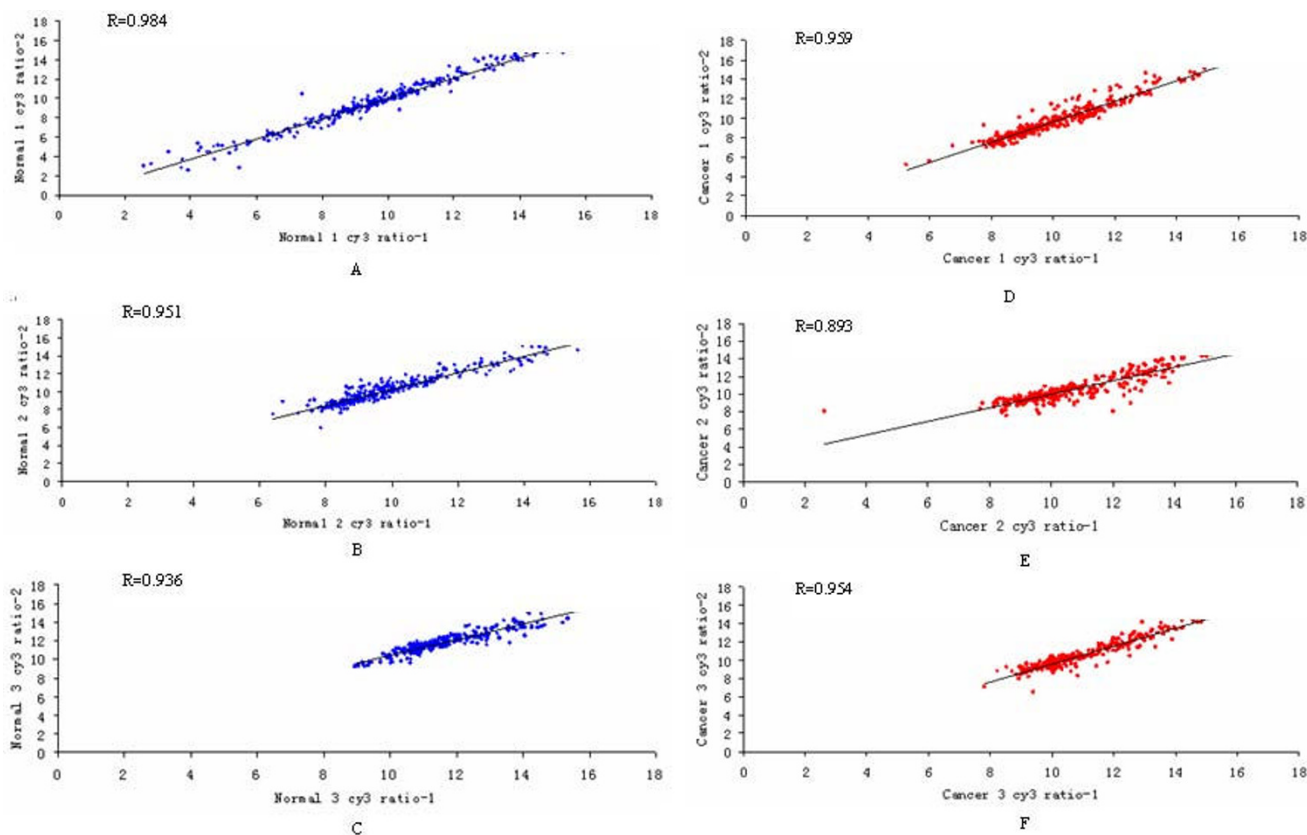 R=0.984
Normal 1 cy3 ratio-2
18
16
14
12
10
8
6
4
2
0
0 2 4 6 8 10 12 14 16 18
Normal 1 cy3 ratio-1
A
R=0.951
Normal 2 cy3 ratio-2
18
16
14
12
10
8
6
4
2
0
0 2 4 6 8 10 12 14 16 18
Normal 2 cy3 ratio-1
B
R=0.936
Normal 3 cy3 ratio-2
18
16
14
12
10
8
6
4
2
0
0 2 4 6 8 10 12 14 16 18
Normal 3 cy3 ratio-1
C
R=0.959
Cancer 1 cy3 ratio-2
18
16
14
12
10
8
6
4
2
0
0 2 4 6 8 10 12 14 16 18
Cancer 1 cy3 ratio-1
D
R=0.893
Cancer 2 cy3 ratio-2
18
16
14
12
10
8
6
4
2
0
0 2 4 6 8 10 12 14 16 18
Cancer 2 cy3 ratio-1
E
R=0.954
Cancer 3 cy3 ratio-2
18
16
14
12
10
8
6
4
2
0
0 2 4 6 8 10 12 14 16 18
Cancer 3 cy3 ratio-1
F